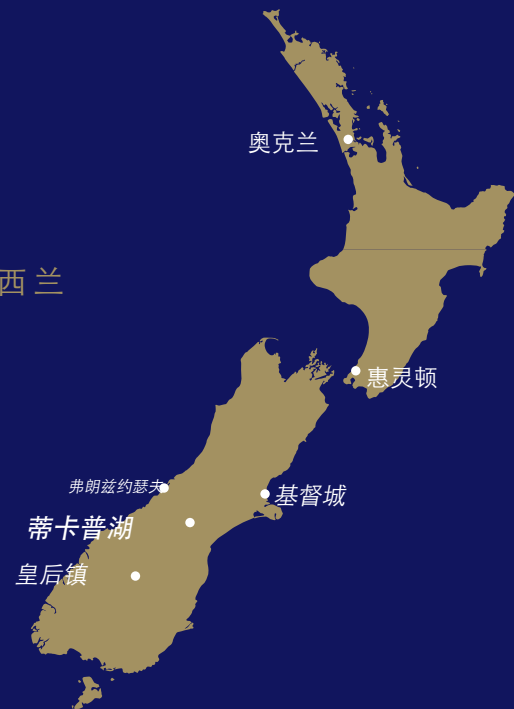 奥克兰
西兰
惠灵顿
弗朗兹约瑟夫
基督城
蒂卡普湖
皇后镇